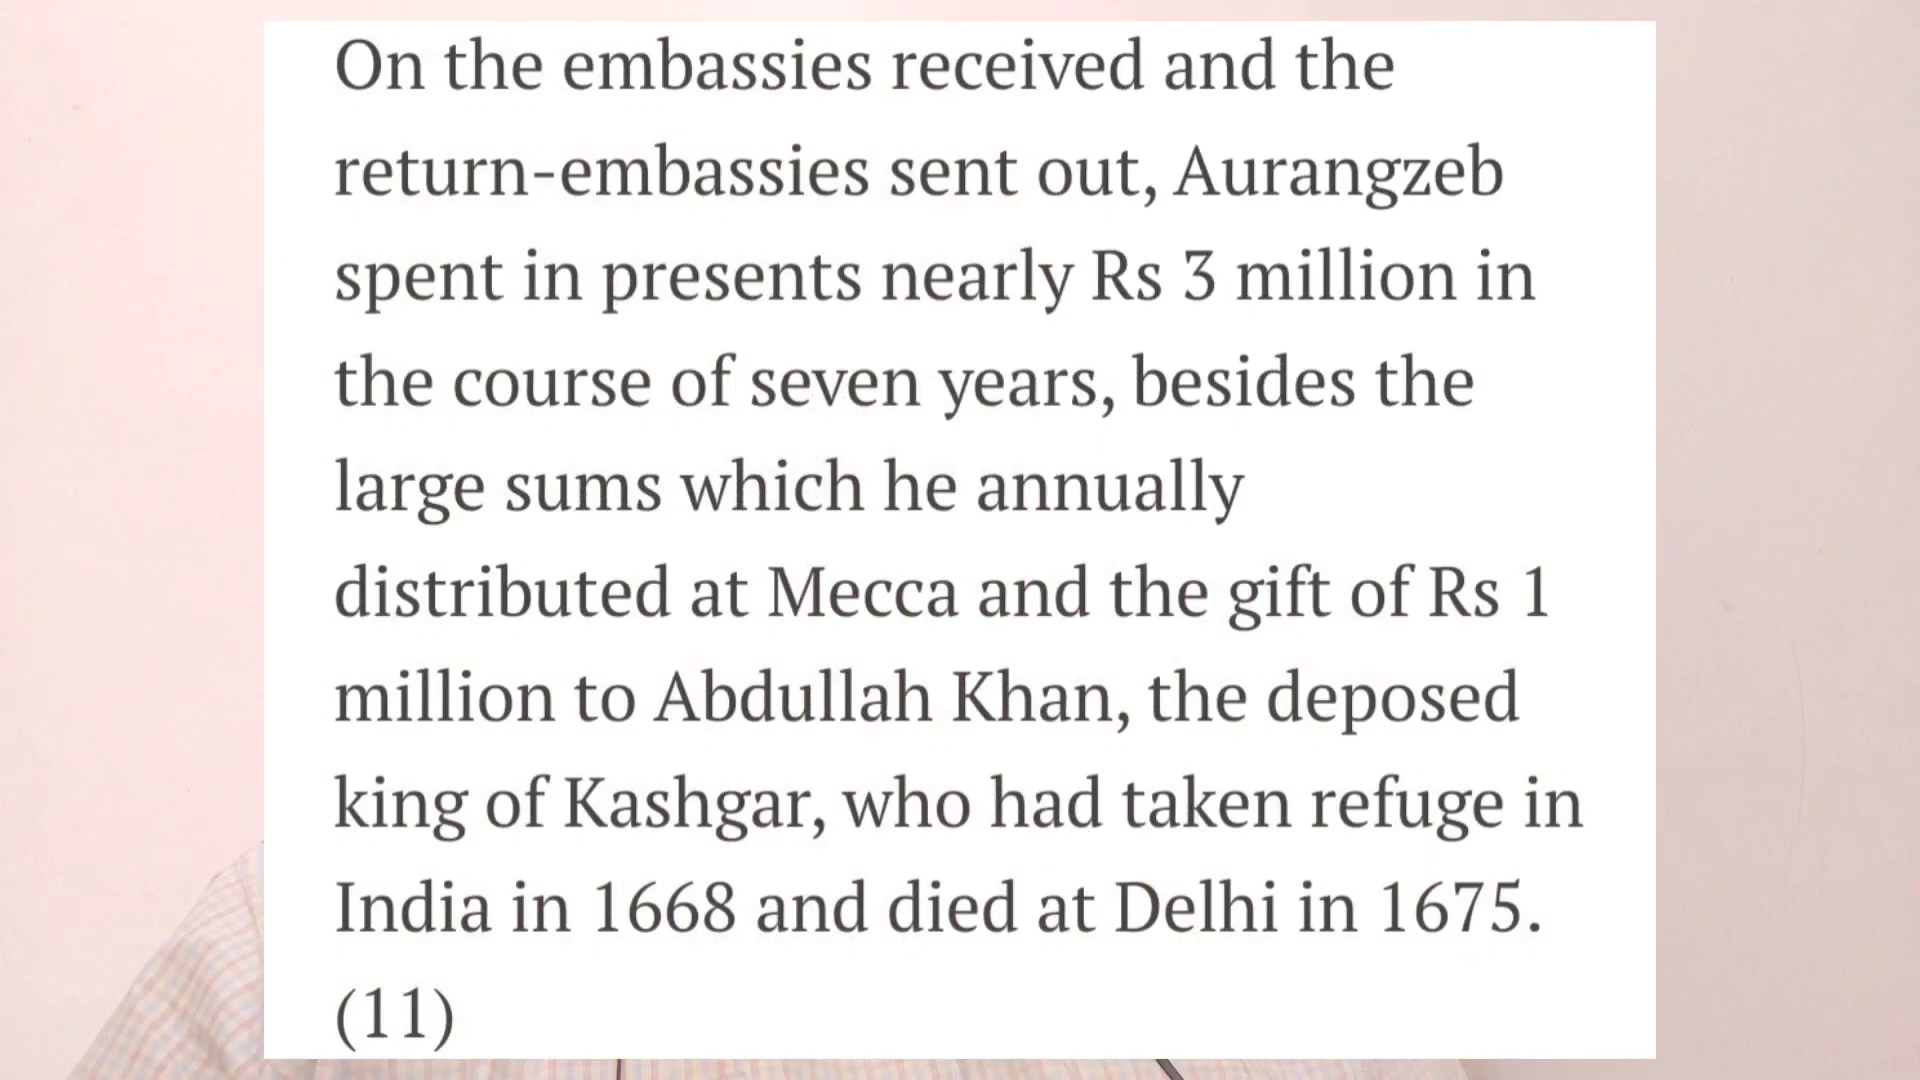 On the embassies received and the
return-embassies sent out, Aurangzeb
spent in presents nearly Rs 3 million in
the course of seven years, besides the
large sums which he annually
distributed at Mecca and the gift of Rs 1
million to Abdullah Khan, the deposed
king of Kashgar, who had taken refuge in
India in 1668 and died at Delhi in 1675.
(11)